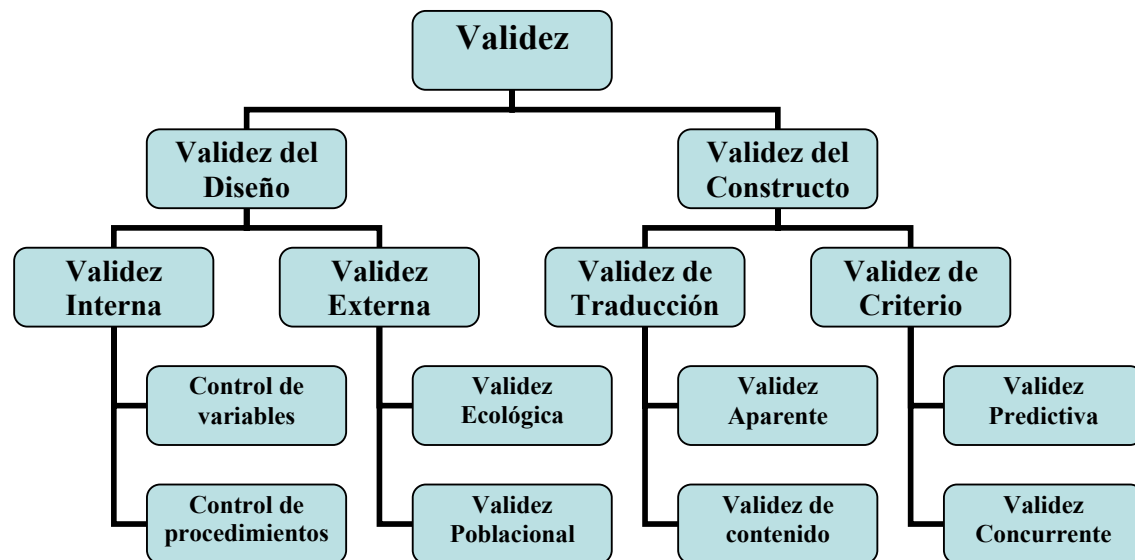 Validez
Validez del
Diseño
Validez del
Constructo
Validez
Interna
Validez
Externa
Validez de
Traducción
Validez de
Criterio
Control de
variables
Validez
Ecológica
Validez
Aparente
Validez
Predictiva
Control de
procedimientos
Validez
Poblacional
Validez de
contenido
Validez
Concurrente